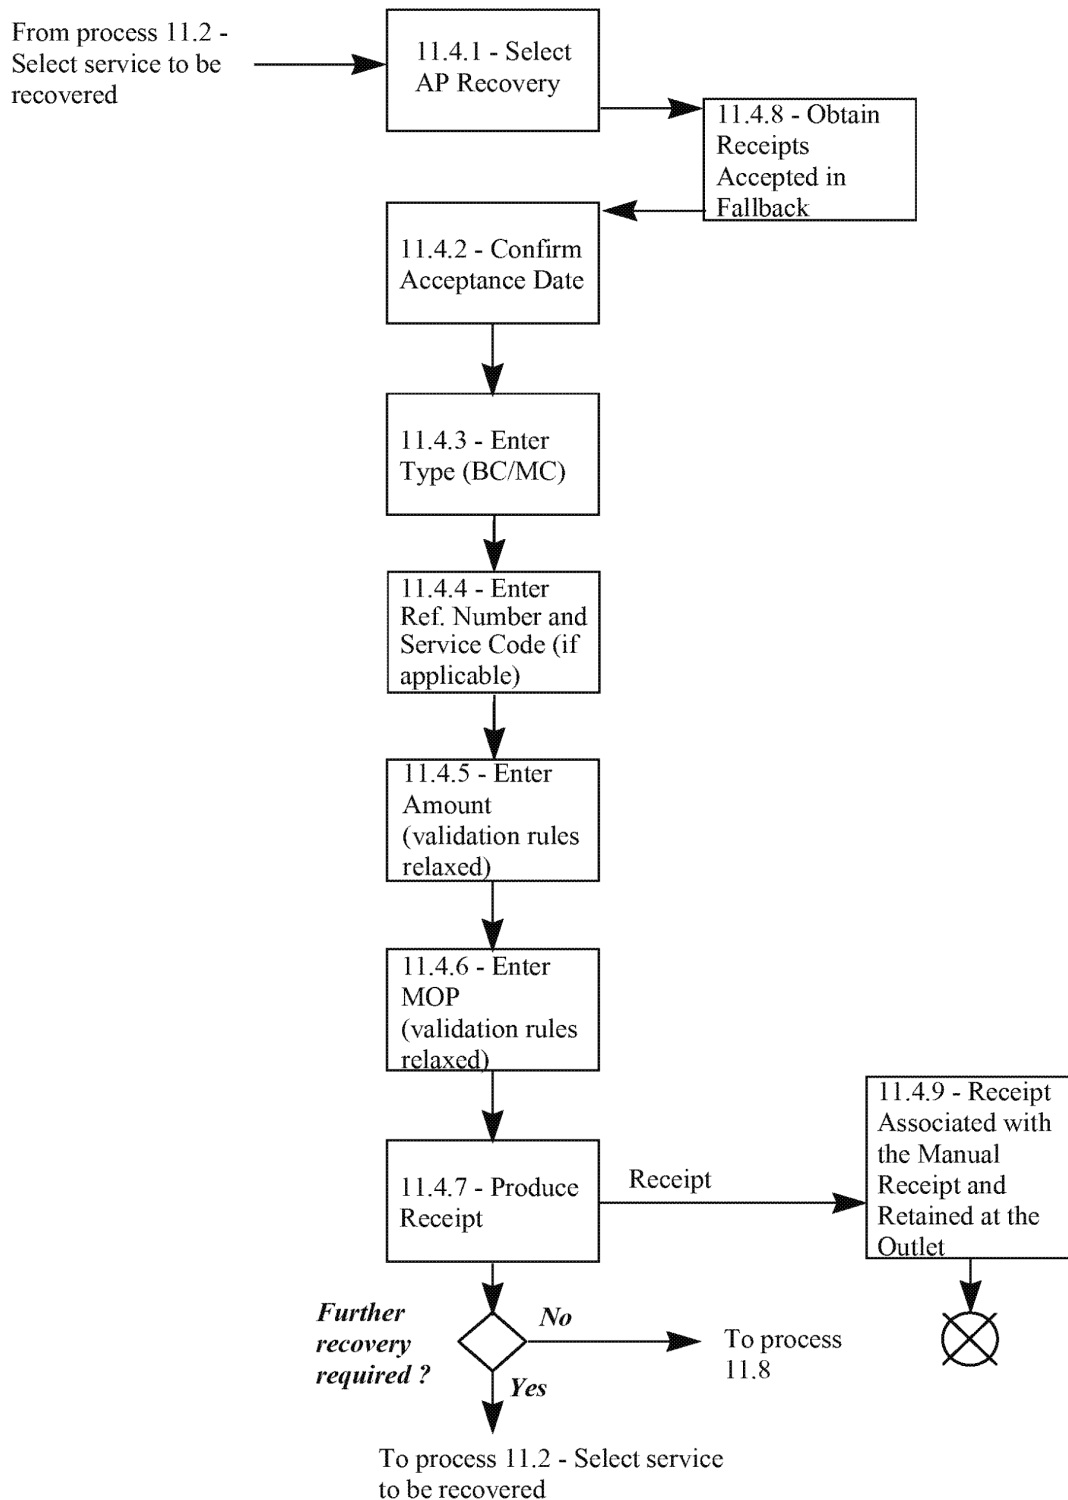 From process 11.2 -
Select service to be
recovered
11.4.1 - Select
AP Recovery
11.4.8 - Obtain
Receipts
Accepted in
Fallback
11.4.2 - Confirm
Acceptance Date
11.4.3 - Enter
Type (BC/MC)
11.4.4 - Enter
Ref. Number and
Service Code (if
applicable)
11.4.5 - Enter
Amount
(validation rules
relaxed)
11.4.6 - Enter
MOP
(validation rules
relaxed)
11.4.7 - Produce
Receipt
Receipt
11.4.9 - Receipt
Associated with
the Manual
Receipt and
Retained at the
Outlet
Further
recovery
required ?
No
To process
11.8
Yes
To process 11.2 - Select service
to be recovered